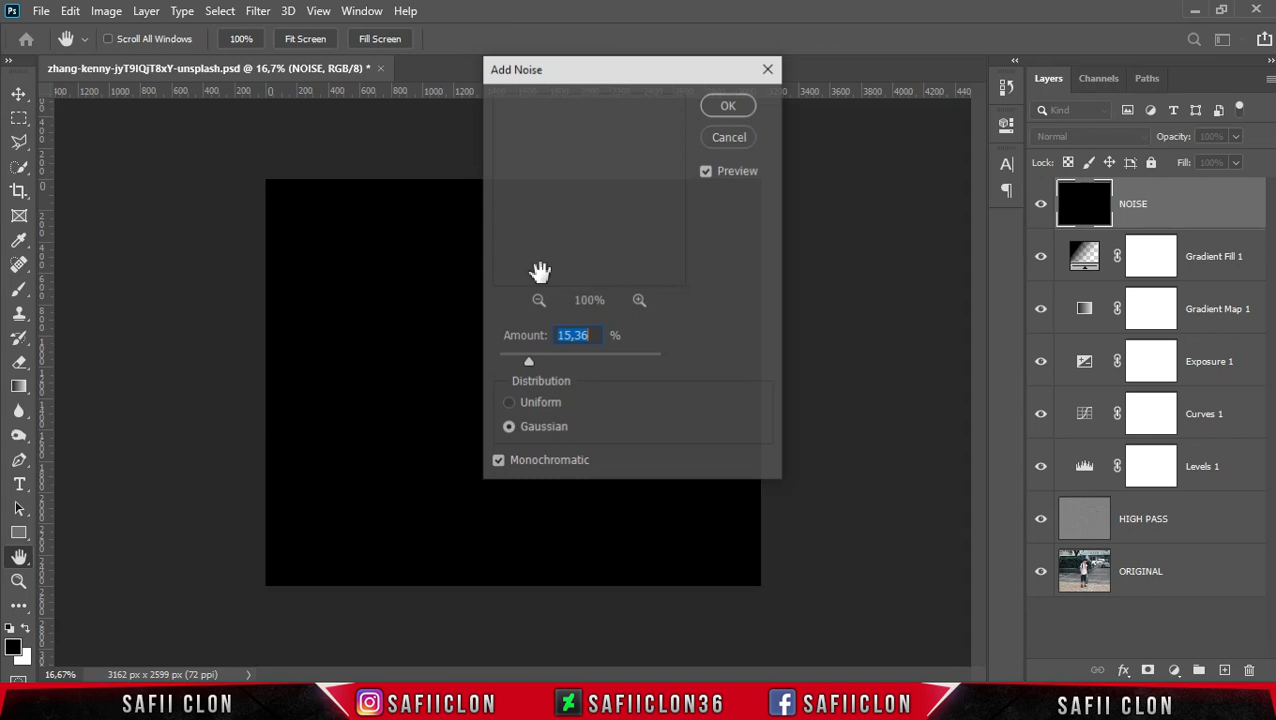 Ps File Edit Image Layer Type Select Filter 3D View Window Help
Scroll All Windows 100% Fit Screen Fill Screen
zhang-kenny-jyT9IQjT8xY-unsplash.psd @ 16,7% (NOISE, RGB/8) *
Add Noise
OK
Cancel
Preview
100%
Amount: 15,36 %
Distribution
Uniform
Gaussian
Monochromatic
Layers Channels Paths
Kind
Normal Opacity: 100%
Lock: Fill: 100%
NOISE
Gradient Fill 1
Gradient Map 1
Exposure 1
Curves 1
Levels 1
HIGH PASS
ORIGINAL
16,67% 3162 px x 2599 px (72 ppi)
SAFII CLON SAFIICLON SAFIICLON36 SAFIICLON SAFII CLON